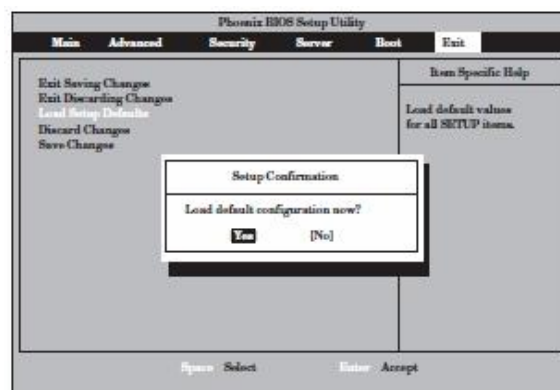 Phoenix BIOS Setup Utility
Main Advanced Security Server Boot Exit
Exit Saving Changes
Exit Discarding Changes
Load Setup Defaults
Discard Changes
Save Changes
Item Specific Help
Load default values
for all SETUP items.
Setup Confirmation
Load default configuration now?
Yes [No]
Space Select Enter Accept